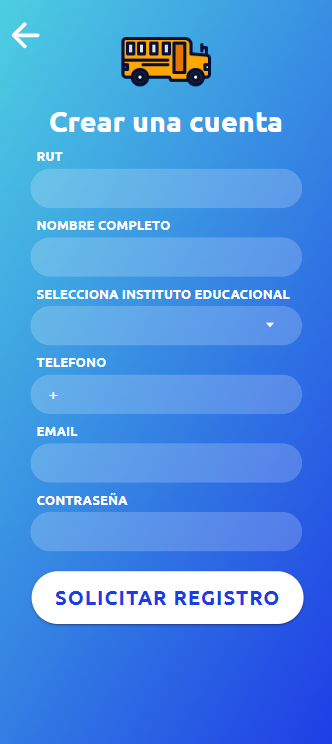 Crear una cuenta
RUT
NOMBRE COMPLETO
SELECCIONA INSTITUTO EDUCACIONAL
TELEFONO
+
EMAIL
CONTRASEÑA
SOLICITAR REGISTRO